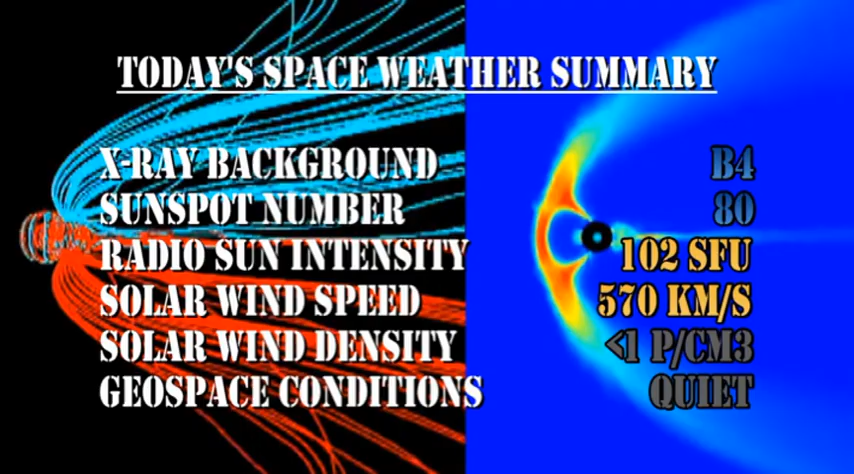 TODAY'S SPACE WEATHER SUMMARY
X-RAY BACKGROUND B4
SUNSPOT NUMBER 80
RADIO SUN INTENSITY 102 SFU
SOLAR WIND SPEED 570 KM/S
SOLAR WIND DENSITY <1 P/CM3
GEOSPACE CONDITIONS QUIET